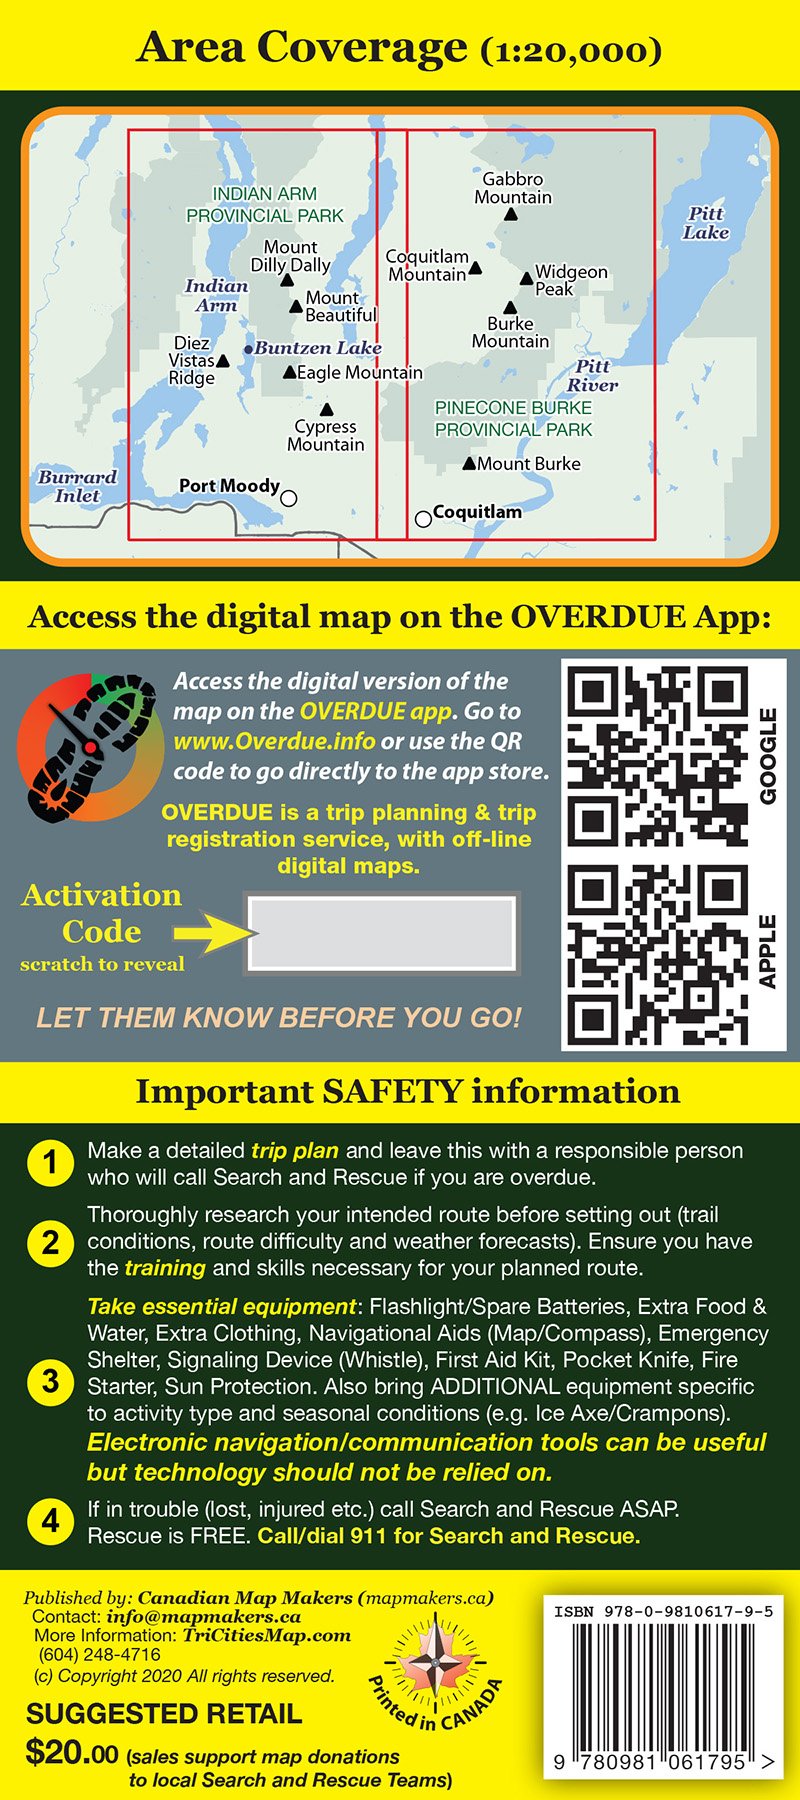 Area Coverage (1:20,000)
INDIAN ARM
PROVINCIAL PARK
Gabbro
Mountain
Pitt
Lake
Mount
Dilly Dally
Coquitlam
Mountain
Widgeon
Peak
Indian
Arm
Mount
Beautiful
Burke
Mountain
Diez
Vistas
Ridge
Buntzen Lake
Eagle Mountain
Pitt
River
Cypress
Mountain
PINECONE BURKE
PROVINCIAL PARK
Mount Burke
Burrard
Inlet
Port Moody
Coquitlam
Access the digital map on the OVERDUE App:
Access the digital version of the
map on the OVERDUE app. Go to
www.Overdue.info or use the QR
code to go directly to the app store.
OVERDUE is a trip planning & trip
registration service, with off-line
digital maps.
GOOGLE
APPLE
Activation
Code
scratch to reveal
LET THEM KNOW BEFORE YOU GO!
Important SAFETY information
1 Make a detailed trip plan and leave this with a responsible person
who will call Search and Rescue if you are overdue.
2 Thoroughly research your intended route before setting out (trail
conditions, route difficulty and weather forecasts). Ensure you have
the training and skills necessary for your planned route.
3 Take essential equipment: Flashlight/Spare Batteries, Extra Food &
Water, Extra Clothing, Navigational Aids (Map/Compass), Emergency
Shelter, Signaling Device (Whistle), First Aid Kit, Pocket Knife, Fire
Starter, Sun Protection. Also bring ADDITIONAL equipment specific
to activity type and seasonal conditions (e.g. Ice Axe/Crampons).
Electronic navigation/communication tools can be useful
but technology should not be relied on.
4 If in trouble (lost, injured etc.) call Search and Rescue ASAP.
Rescue is FREE. Call/dial 911 for Search and Rescue.
Published by: Canadian Map Makers (mapmakers.ca)
Contact: info@mapmakers.ca
More Information: TriCitiesMap.com
(604) 248-4716
(c) Copyright 2020 All rights reserved.
Printed in CANADA
SUGGESTED RETAIL
$20.00 (sales support map donations
to local Search and Rescue Teams)
ISBN 978-0-9810617-9-5
9 780981 061795 >